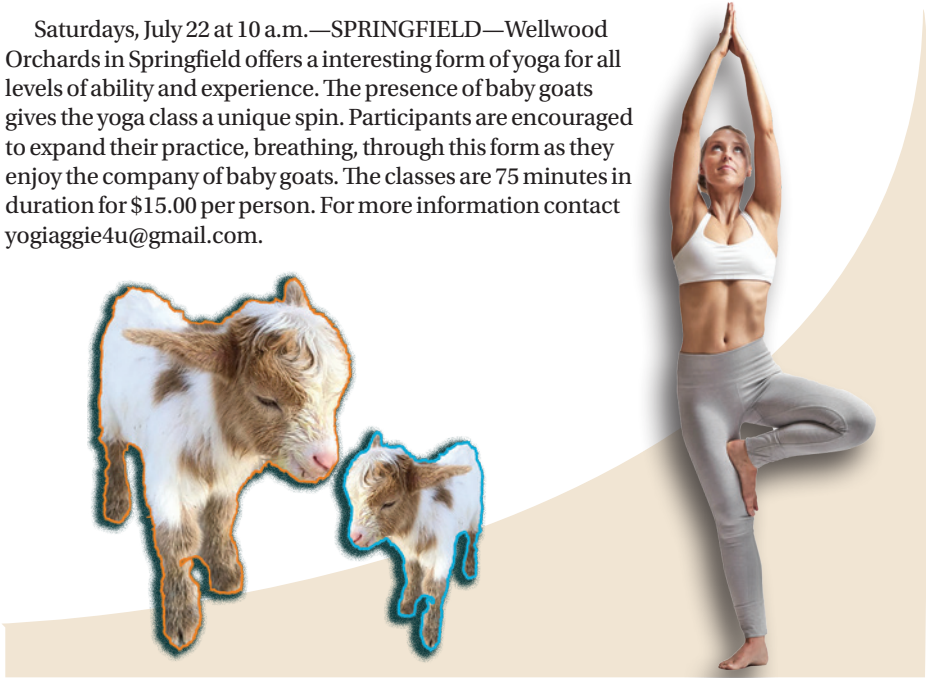 Saturdays, July 22 at 10 a.m.—SPRINGFIELD—Wellwood
Orchards in Springfield offers a interesting form of yoga for all
levels of ability and experience. The presence of baby goats
gives the yoga class a unique spin. Participants are encouraged
to expand their practice, breathing, through this form as they
enjoy the company of baby goats. The classes are 75 minutes in
duration for $15.00 per person. For more information contact
yogiaggie4u@gmail.com.